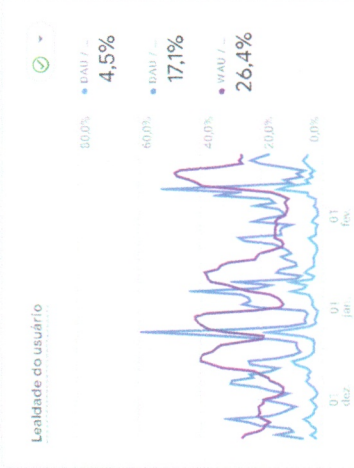 Lealdade do usuário
DAU / ...
4,5%
DAU / ...
17,1%
WAU / ...
26,4%
80,0%
60,0%
40,0%
20,0%
0,0%
01
dez
01
jan
01
fev